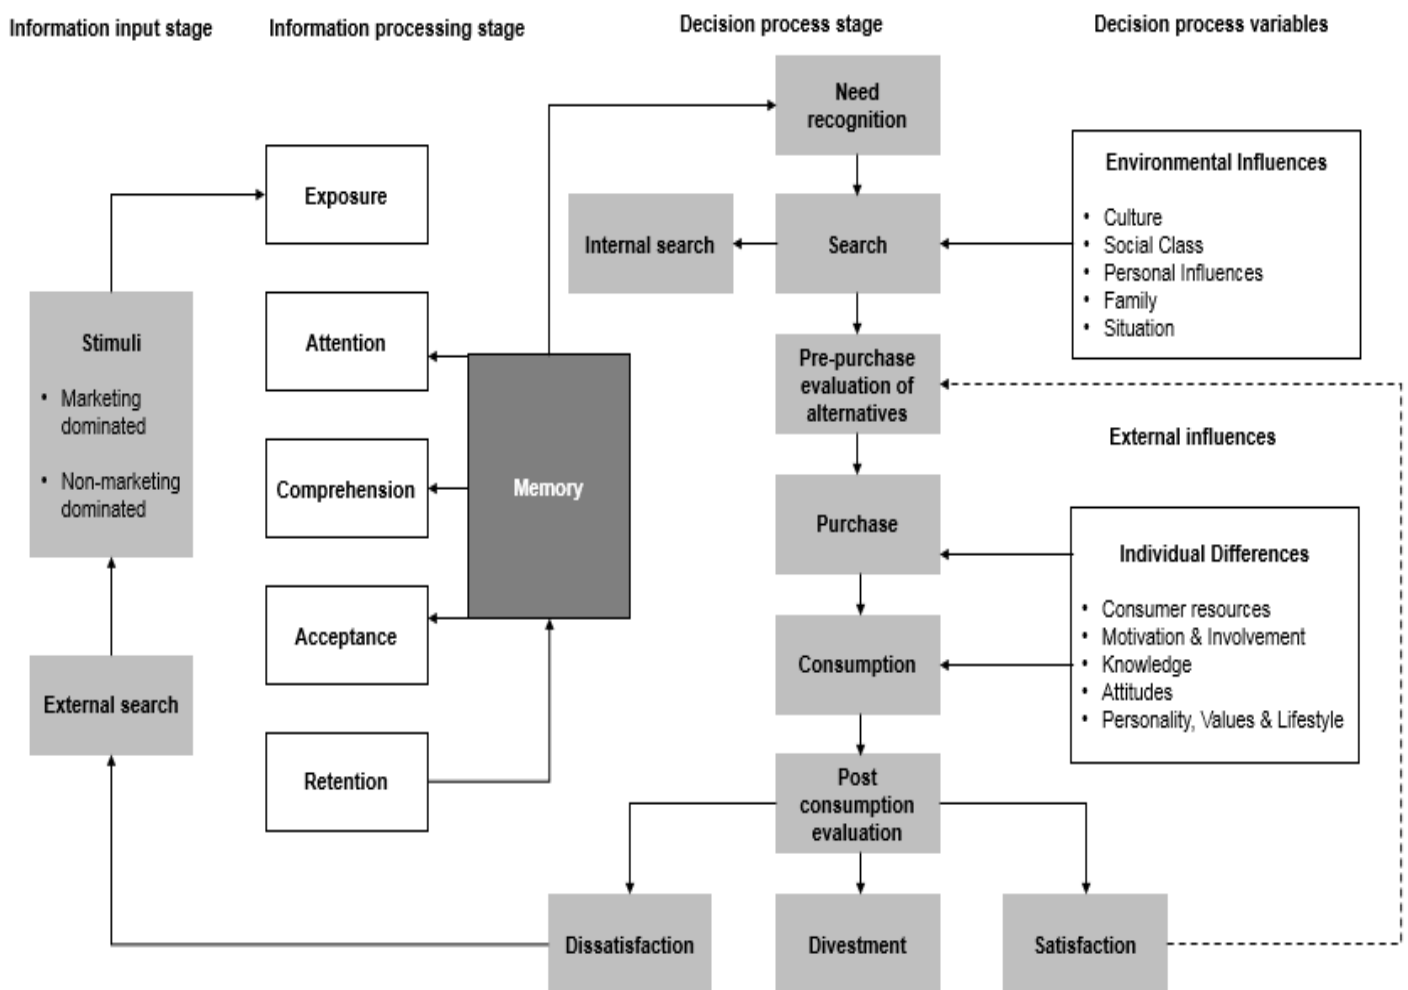 Information input stage
Information processing stage
Decision process stage
Decision process variables
Need
recognition
Environmental Influences
• Culture
• Social Class
• Personal Influences
• Family
• Situation
Exposure
Internal search
Search
Stimuli
• Marketing
dominated
• Non-marketing
dominated
Attention
Pre-purchase
evaluation of
alternatives
External influences
Comprehension
Memory
Purchase
Individual Differences
• Consumer resources
• Motivation & Involvement
• Knowledge
• Attitudes
• Personality, Values & Lifestyle
Acceptance
Consumption
External search
Retention
Post
consumption
evaluation
Dissatisfaction
Divestment
Satisfaction